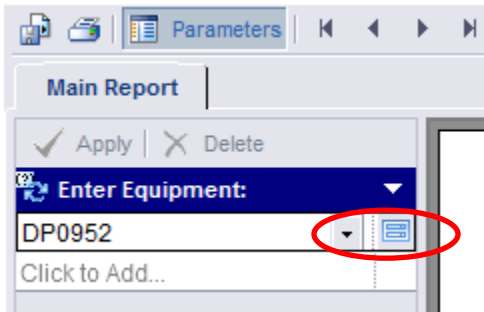 Parameters
Main Report
Apply Delete
Enter Equipment:
DP0952
Click to Add...